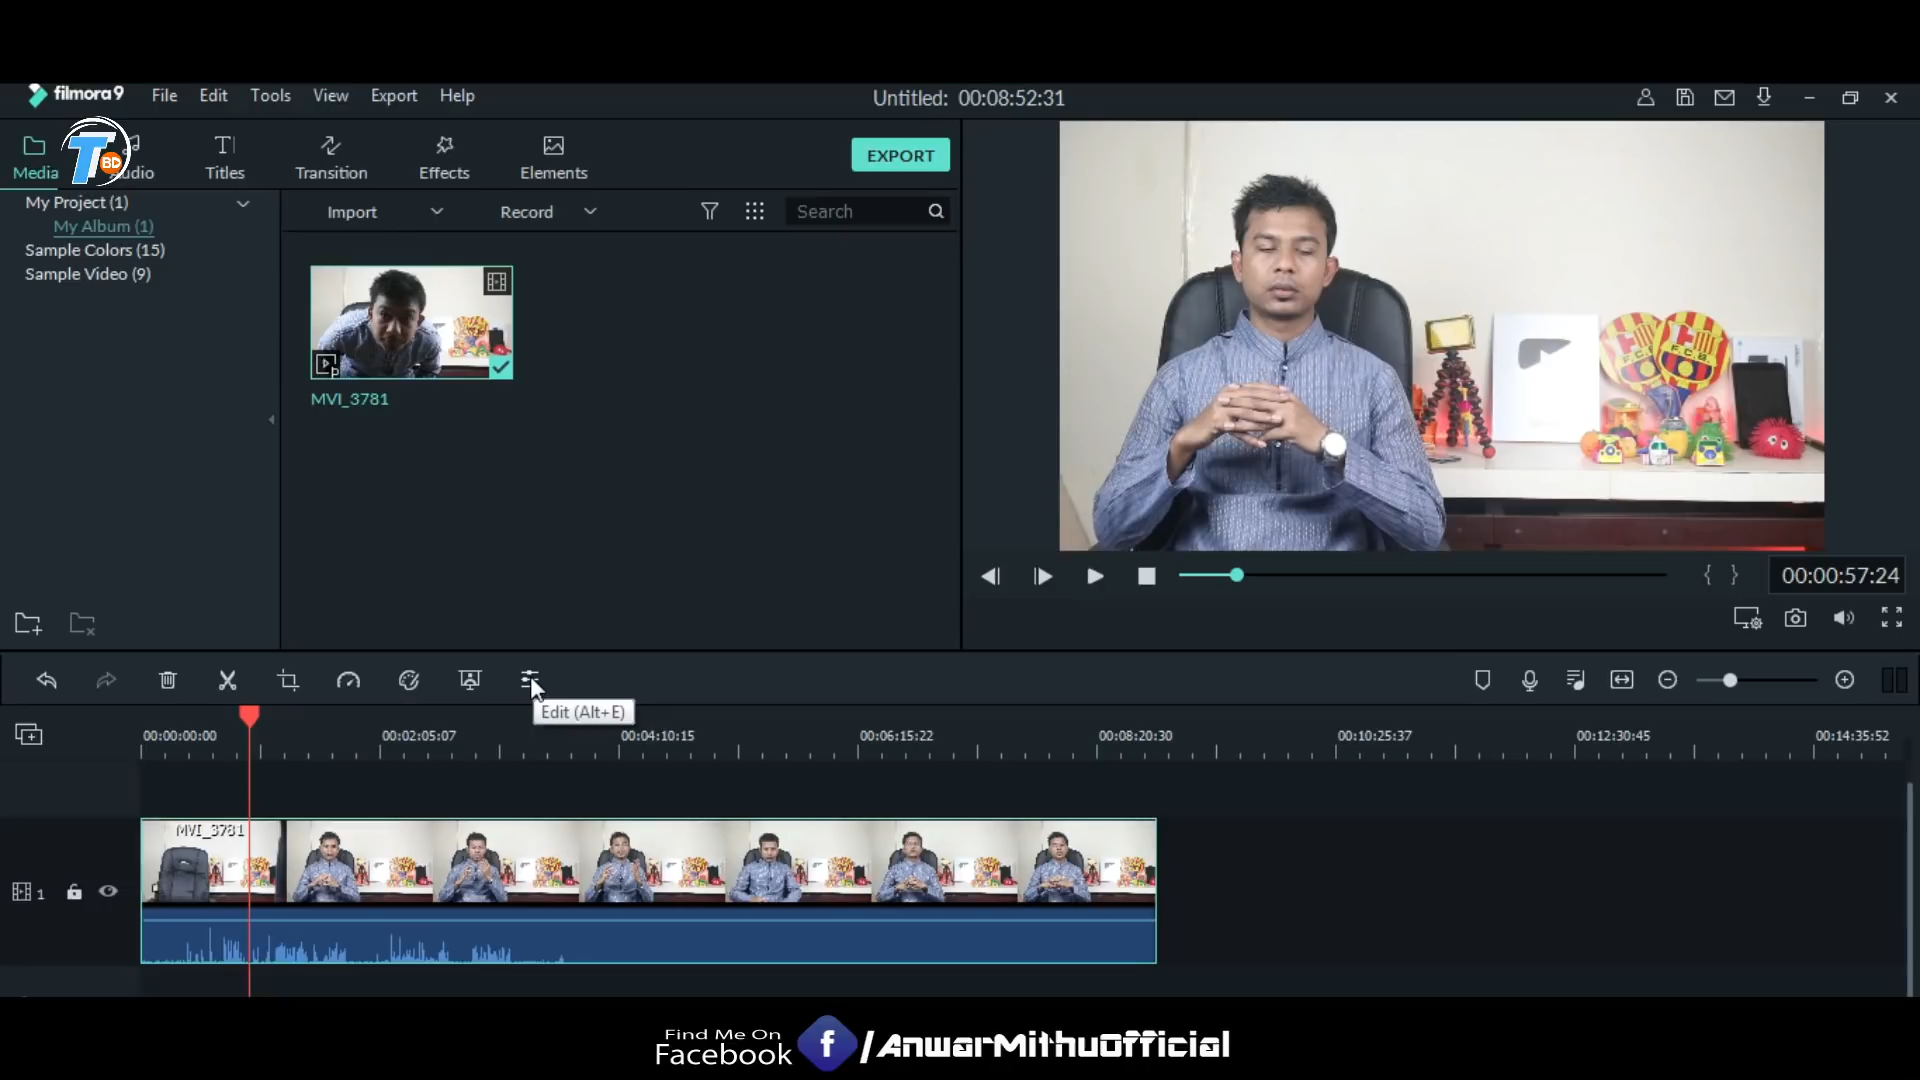 filmora9 File Edit Tools View Export Help
Untitled: 00:08:52:31
Media
Audio
Titles
Transition
Effects
Elements
EXPORT
T BD
My Project (1)
My Album (1)
Sample Colors (15)
Sample Video (9)
Import
Record
Search
MVI_3781
F.C.B.
F.C.B.
{ } 00:00:57:24
Edit (Alt+E)
00:00:00:00 00:02:05:07 00:04:10:15 00:06:15:22 00:08:20:30 00:10:25:37 00:12:30:45 00:14:35:52
MVI_3781
1
Find Me On
Facebook
f /AnwarMithuOfficial